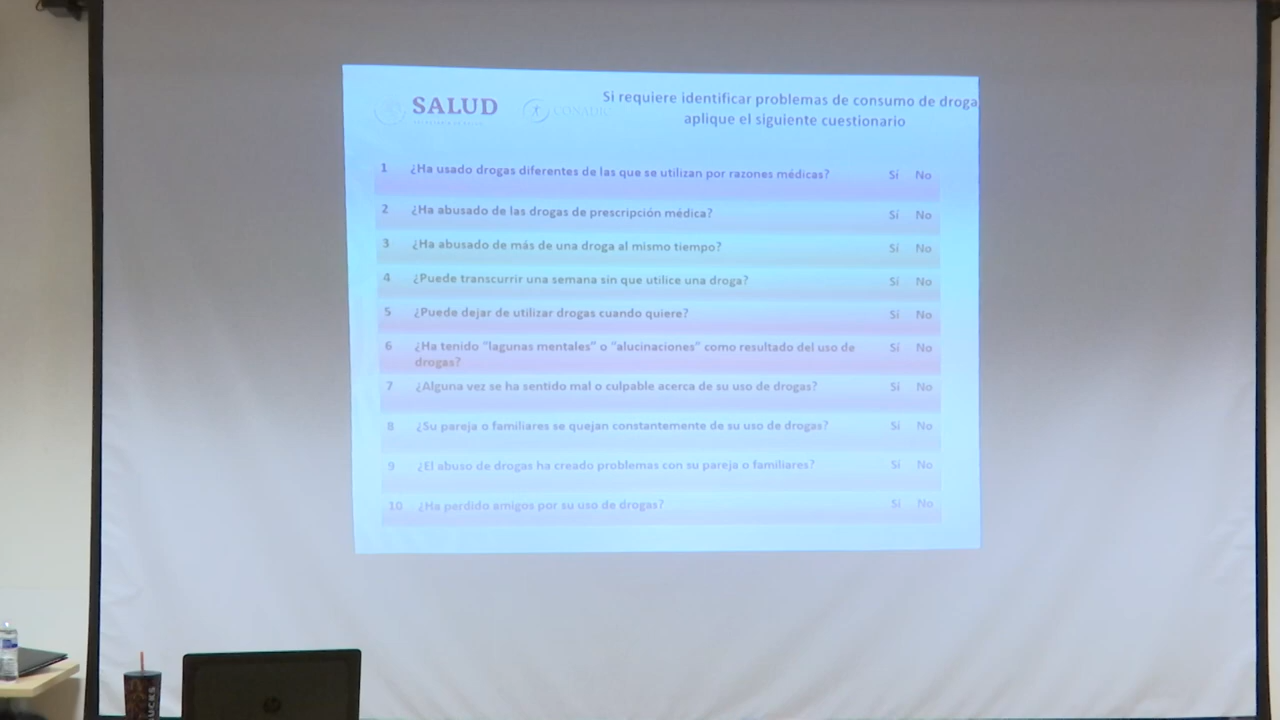 SALUD
CONADIC
Si requiere identificar problemas de consumo de droga
aplique el siguiente cuestionario
1 ¿Ha usado drogas diferentes de las que se utilizan por razones médicas? Sí No
2 ¿Ha abusado de las drogas de prescripción médica? Sí No
3 ¿Ha abusado de más de una droga al mismo tiempo? Sí No
4 ¿Puede transcurrir una semana sin que utilice una droga? Sí No
5 ¿Puede dejar de utilizar drogas cuando quiere? Sí No
6 ¿Ha tenido "lagunas mentales" o "alucinaciones" como resultado del uso de Sí No
drogas?
7 ¿Alguna vez se ha sentido mal o culpable acerca de su uso de drogas? Sí No
8 ¿Su pareja o familiares se quejan constantemente de su uso de drogas? Sí No
9 ¿El abuso de drogas ha creado problemas con su pareja o familiares? Sí No
10 ¿Ha perdido amigos por su uso de drogas? Sí No
hp